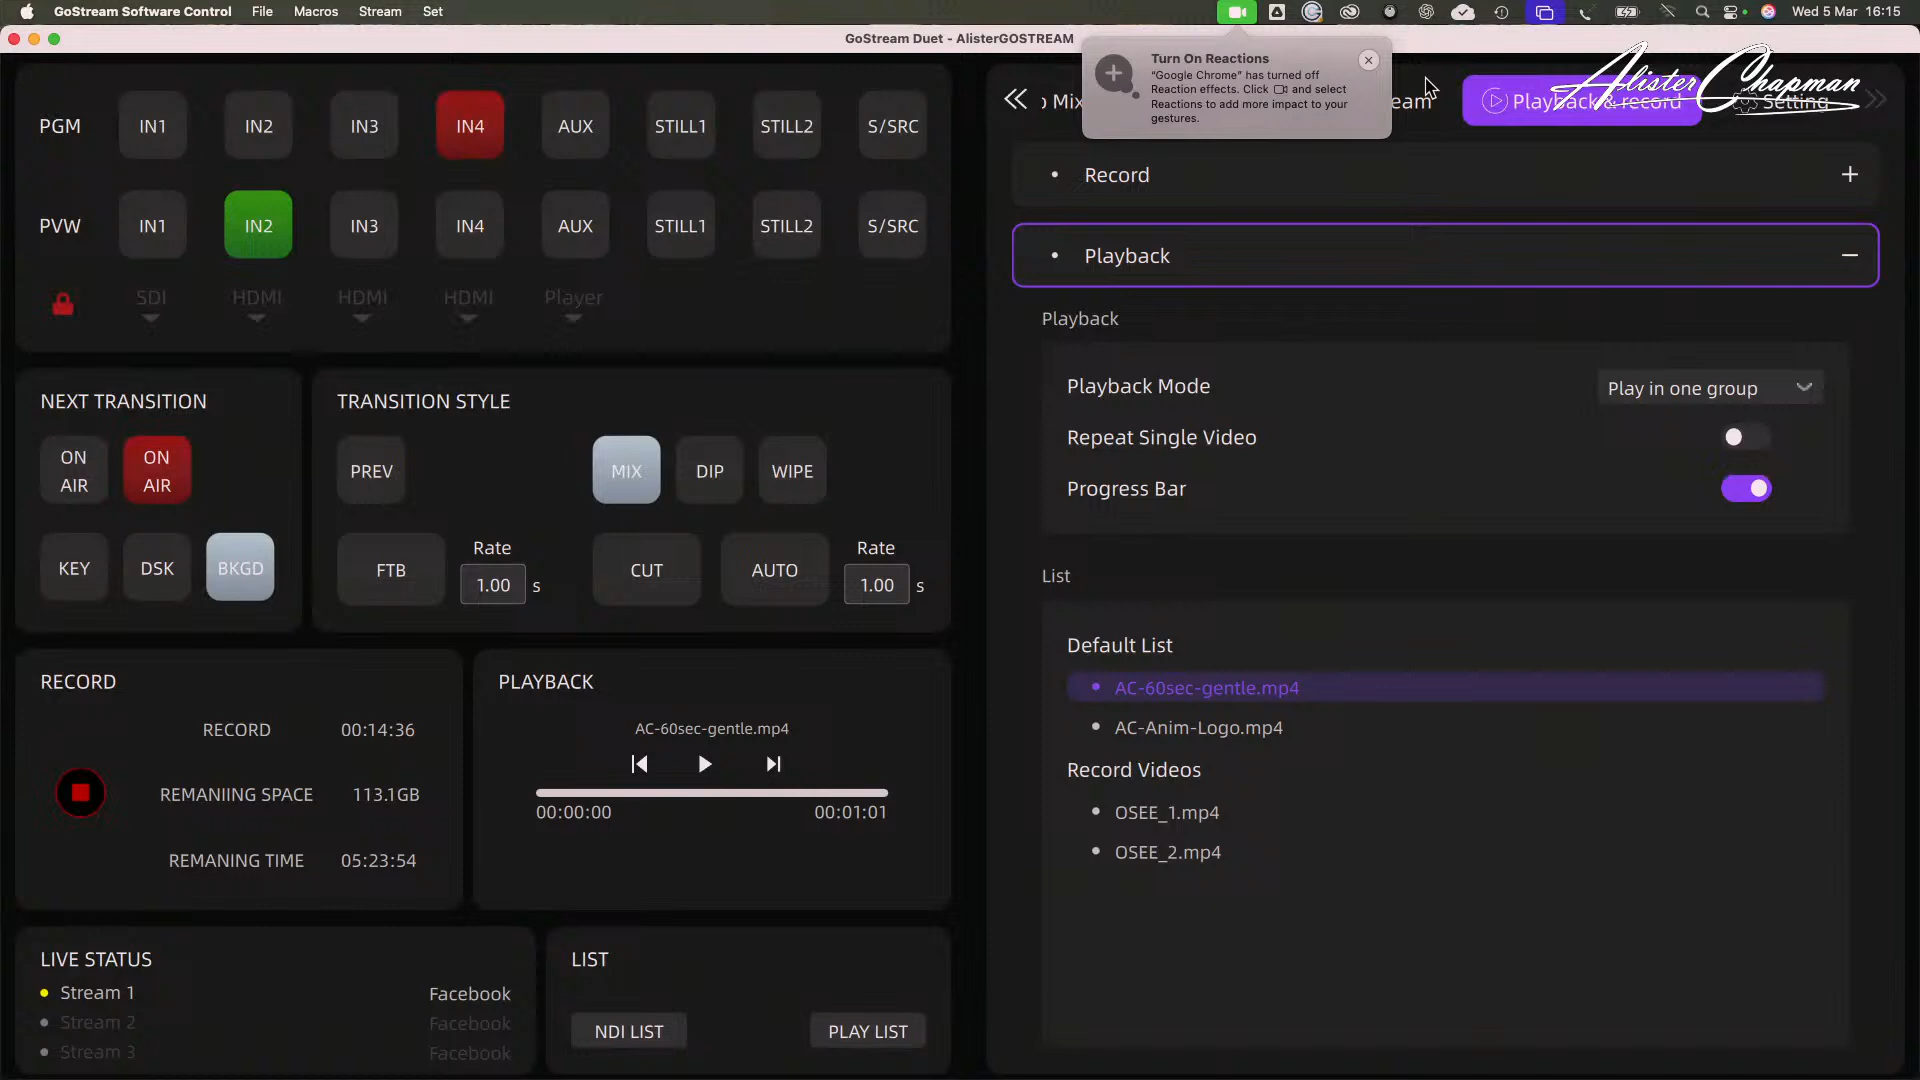 GoStream Software Control File Macros Stream Set Wed 5 Mar 16:15
GoStream Duet - AlisterGOSTREAM
Turn On Reactions
"Google Chrome" has turned off
Reaction effects. Click and select
Reactions to add more impact to your
gestures.
Mix eam Playback & record Setting
Alister Chapman
PGM IN1 IN2 IN3 IN4 AUX STILL1 STILL2 S/SRC
PVW IN1 IN2 IN3 IN4 AUX STILL1 STILL2 S/SRC
SDI HDMI HDMI HDMI Player
NEXT TRANSITION
ON AIR
ON AIR
KEY DSK BKGD
TRANSITION STYLE
PREV MIX DIP WIPE
FTB Rate 1.00 s CUT AUTO Rate 1.00 s
RECORD
RECORD 00:14:36
REMANIING SPACE 113.1GB
REMANING TIME 05:23:54
PLAYBACK
AC-60sec-gentle.mp4
00:00:00 00:01:01
LIVE STATUS
Stream 1 Facebook
Stream 2 Facebook
Stream 3 Facebook
LIST
NDI LIST PLAY LIST
Record
Playback
Playback
Playback Mode Play in one group
Repeat Single Video
Progress Bar
List
Default List
AC-60sec-gentle.mp4
AC-Anim-Logo.mp4
Record Videos
OSEE_1.mp4
OSEE_2.mp4